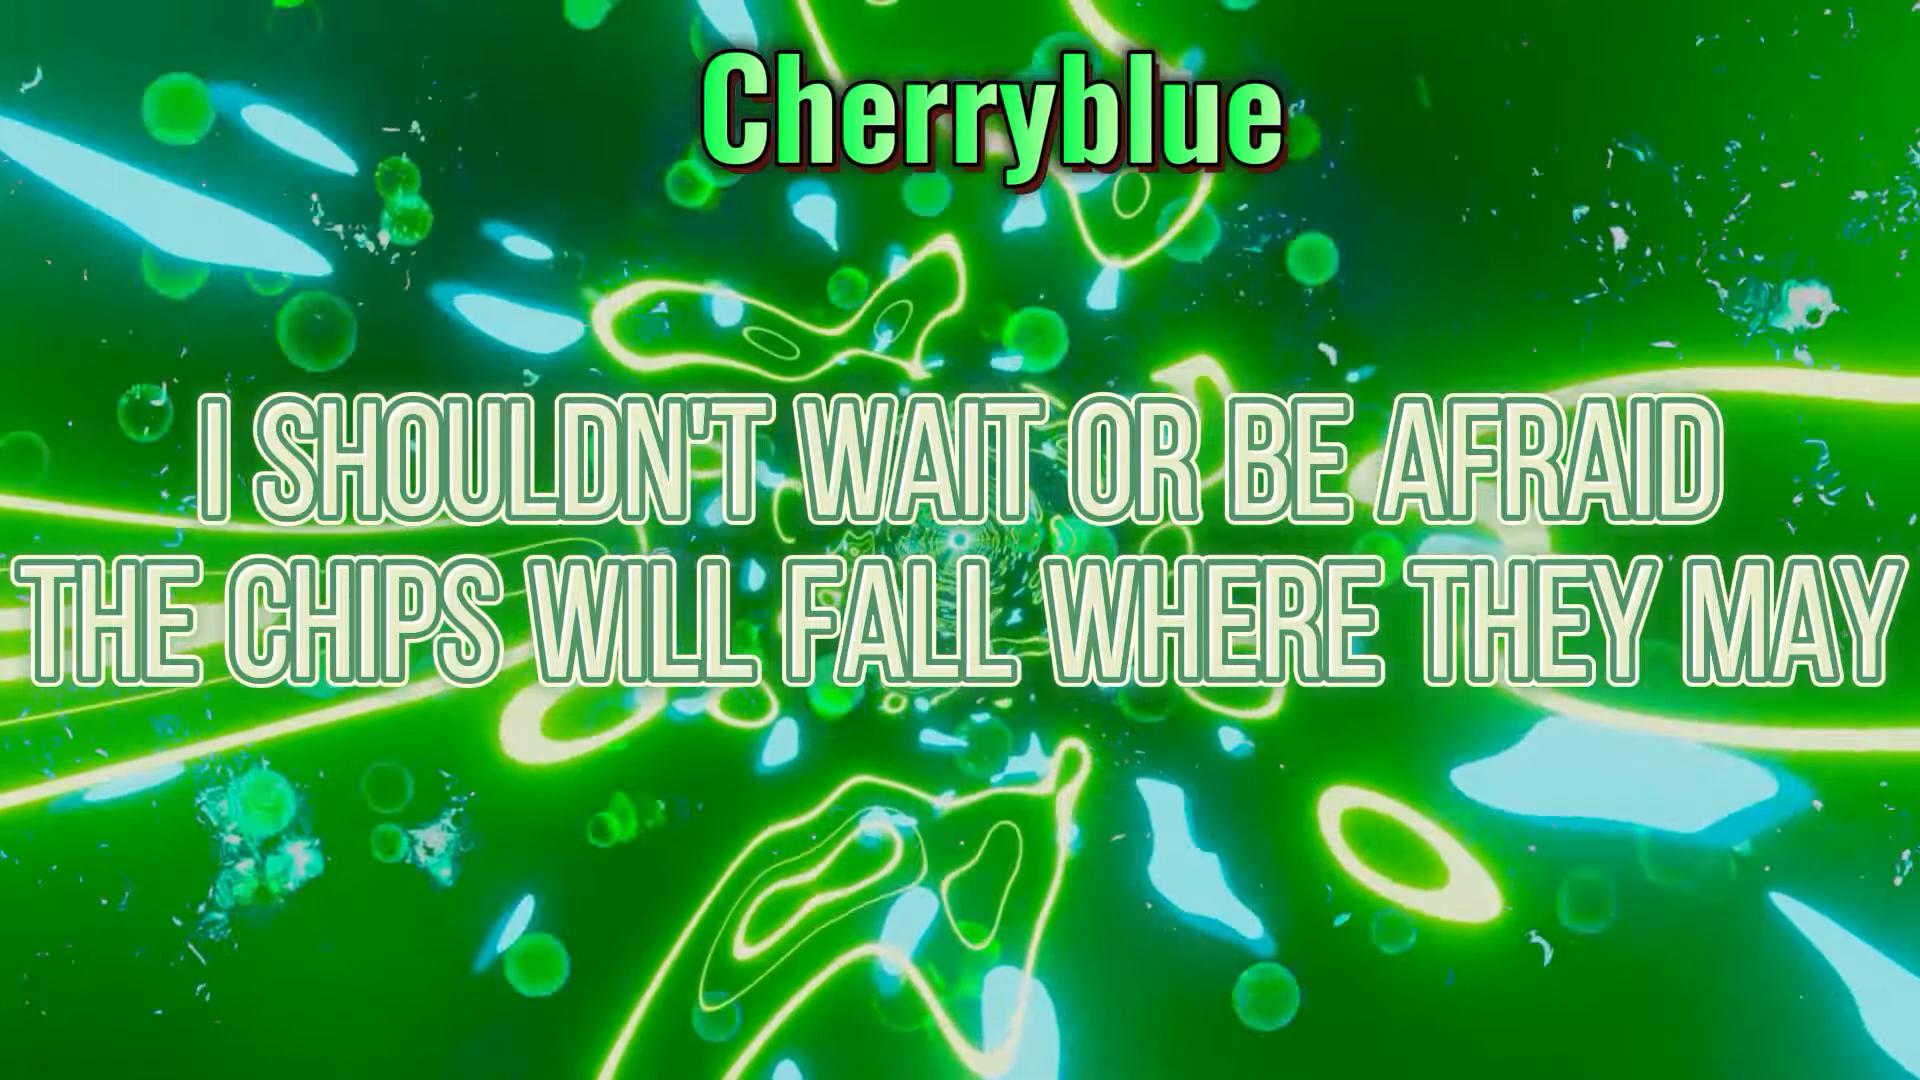 Cherryblue
I SHOULDN'T WAIT OR BE AFRAID
THE CHIPS WILL FALL WHERE THEY MAY